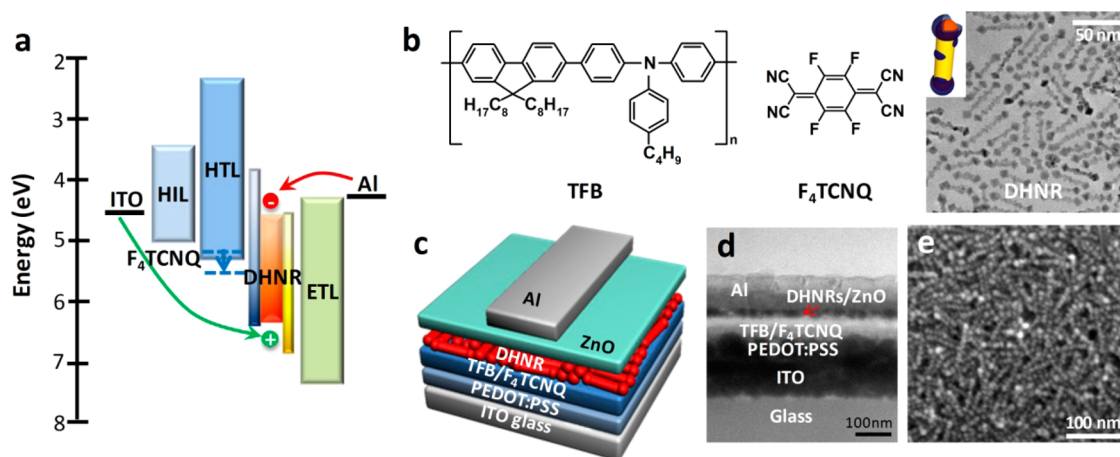 a
2
3
4
5
6
7
8
Energy (eV)
ITO
HIL
HTL
F₄TCNQ
-
DHNR
+
ETL
Al
b
H₁₇C₈
C₈H₁₇
N
C₄H₉
n
TFB
NC
NC
F
F
F
F
CN
CN
F₄TCNQ
50 nm
DHNR
c
Al
ZnO
DHNR
TFB/F₄TCNQ
PEDOT:PSS
ITO glass
d
Al
DHNRs/ZnO
TFB/F₄TCNQ
PEDOT:PSS
ITO
Glass
100nm
e
100 nm